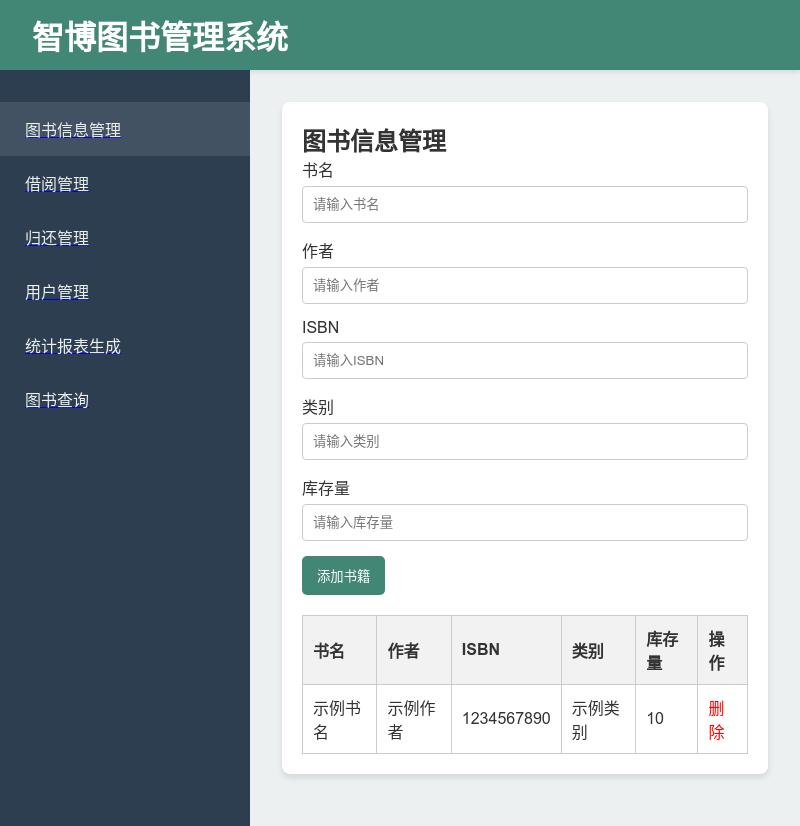 智博图书管理系统
图书信息管理
借阅管理
归还管理
用户管理
统计报表生成
图书查询
图书信息管理
书名
请输入书名
作者
请输入作者
ISBN
请输入ISBN
类别
请输入类别
库存量
请输入库存量
添加书籍
书名 作者 ISBN 类别 库存
量 操
作
示例书
名 示例作
者 1234567890 示例类
别 10 删
除